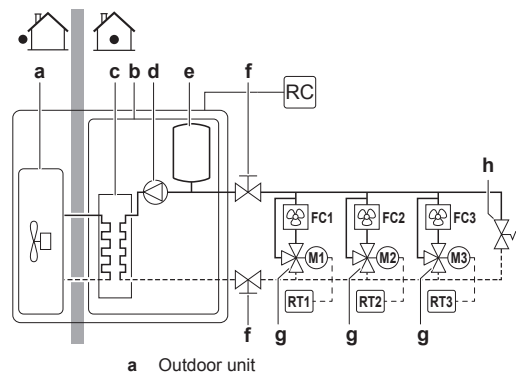 a c b d e f
RC
h
FC1 FC2 FC3
M1 M2 M3
RT1 RT2 RT3
f g g g
a Outdoor unit